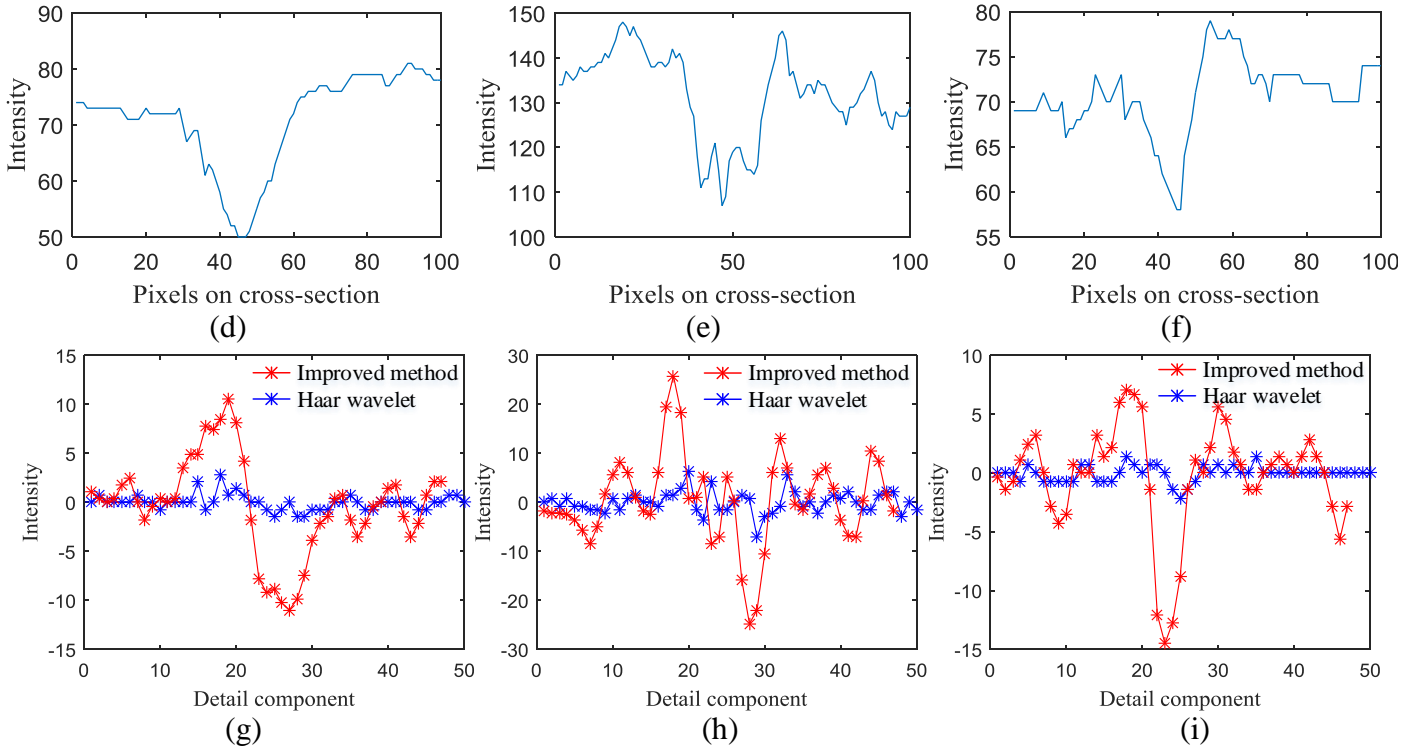 90
80
70
60
50
Intensity
0 20 40 60 80 100
Pixels on cross-section
(d)
150
140
130
120
110
100
Intensity
0 50 100
Pixels on cross-section
(e)
80
75
70
65
60
55
Intensity
0 20 40 60 80 100
Pixels on cross-section
(f)
15
10
5
0
-5
-10
-15
Intensity
Improved method
Haar wavelet
0 10 20 30 40 50
Detail component
(g)
30
20
10
0
-10
-20
-30
Intensity
Improved method
Haar wavelet
0 10 20 30 40 50
Detail component
(h)
10
5
0
-5
-10
-15
Intensity
Improved method
Haar wavelet
0 10 20 30 40 50
Detail component
(i)